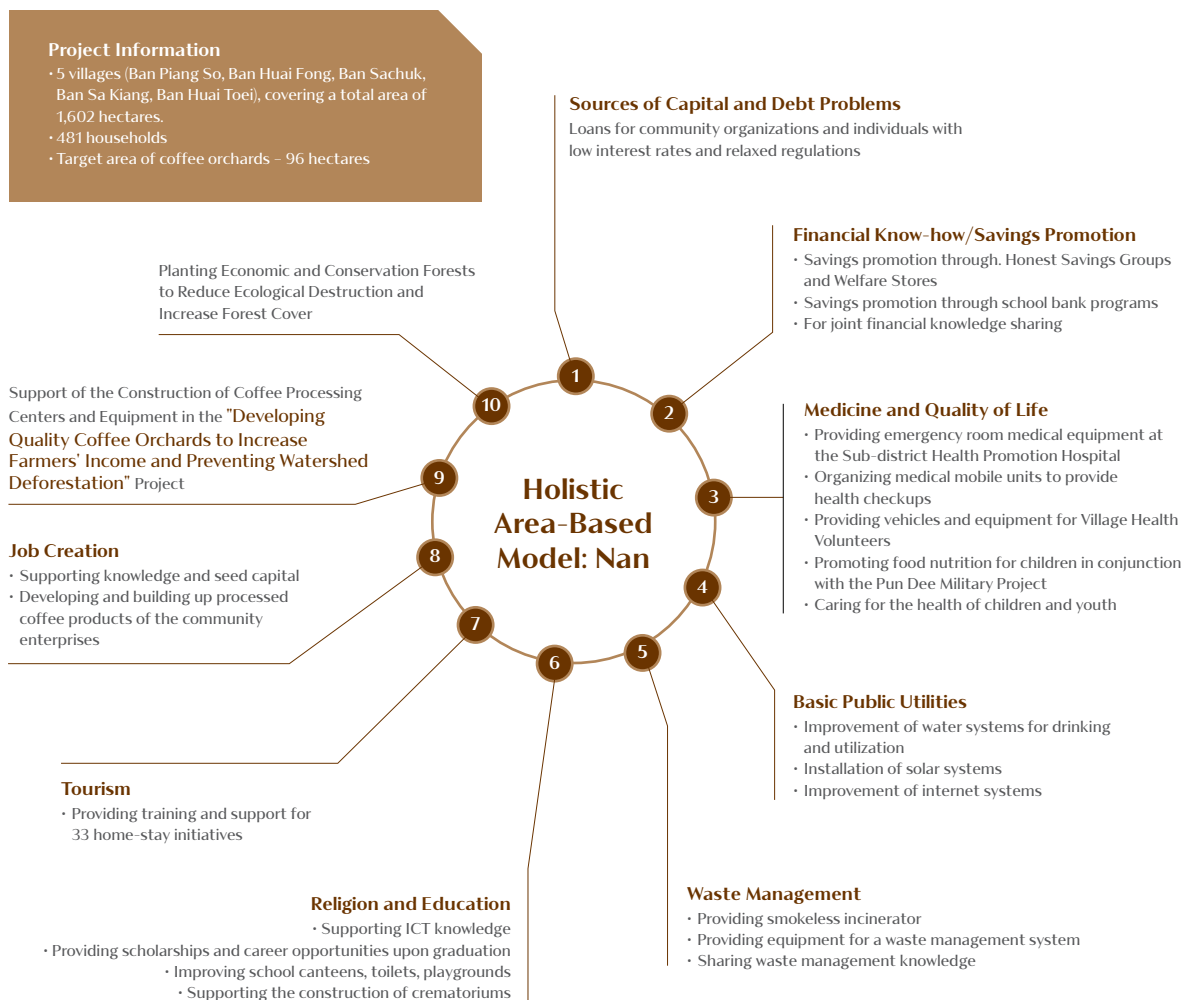 Project Information
· 5 villages (Ban Piang So, Ban Huai Fong, Ban Sachuk,
Ban Sa Kiang, Ban Huai Toei), covering a total area of
1,602 hectares.
· 481 households
· Target area of coffee orchards – 96 hectares
Sources of Capital and Debt Problems
Loans for community organizations and individuals with
low interest rates and relaxed regulations
Financial Know-how/Savings Promotion
· Savings promotion through. Honest Savings Groups
and Welfare Stores
· Savings promotion through school bank programs
· For joint financial knowledge sharing
Medicine and Quality of Life
· Providing emergency room medical equipment at
the Sub-district Health Promotion Hospital
· Organizing medical mobile units to provide
health checkups
· Providing vehicles and equipment for Village Health
Volunteers
· Promoting food nutrition for children in conjunction
with the Pun Dee Military Project
· Caring for the health of children and youth
Basic Public Utilities
· Improvement of water systems for drinking
and utilization
· Installation of solar systems
· Improvement of internet systems
Waste Management
· Providing smokeless incinerator
· Providing equipment for a waste management system
· Sharing waste management knowledge
Religion and Education
· Supporting ICT knowledge
· Providing scholarships and career opportunities upon graduation
· Improving school canteens, toilets, playgrounds
· Supporting the construction of crematoriums
Tourism
· Providing training and support for
33 home-stay initiatives
Job Creation
· Supporting knowledge and seed capital
· Developing and building up processed
coffee products of the community
enterprises
Support of the Construction of Coffee Processing
Centers and Equipment in the "Developing
Quality Coffee Orchards to Increase
Farmers' Income and Preventing Watershed
Deforestation" Project
Planting Economic and Conservation Forests
to Reduce Ecological Destruction and
Increase Forest Cover
Holistic
Area-Based
Model: Nan
1
2
3
4
5
6
7
8
9
10